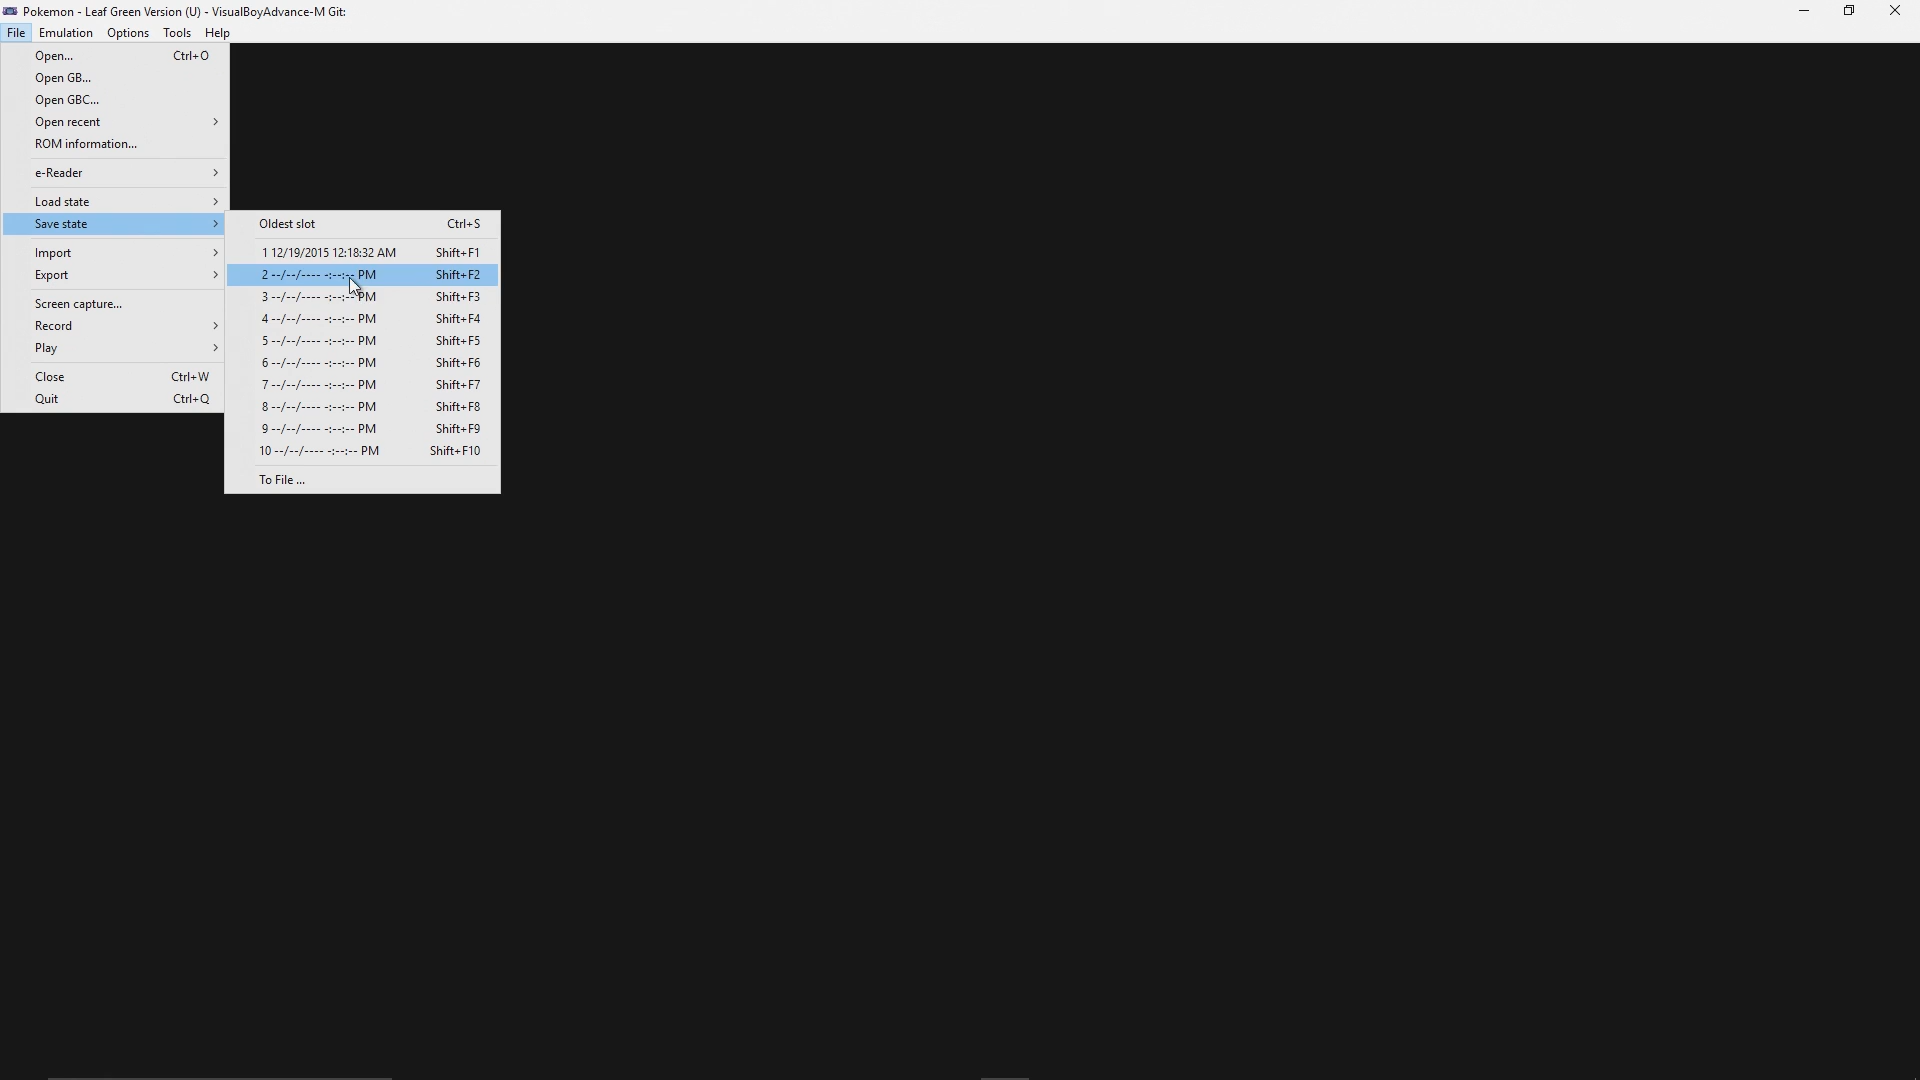 Pokemon - Leaf Green Version (U) - VisualBoyAdvance-M Git:
File Emulation Options Tools Help
Open... Ctrl+O
Open GB...
Open GBC...
Open recent
ROM information...
e-Reader
Load state
Save state
Import
Export
Screen capture...
Record
Play
Close Ctrl+W
Quit Ctrl+Q
Oldest slot Ctrl+S
1 12/19/2015 12:18:32 AM Shift+F1
2 --/--/---- -:--:-- PM Shift+F2
3 --/--/---- -:--:-- PM Shift+F3
4 --/--/---- -:--:-- PM Shift+F4
5 --/--/---- -:--:-- PM Shift+F5
6 --/--/---- -:--:-- PM Shift+F6
7 --/--/---- -:--:-- PM Shift+F7
8 --/--/---- -:--:-- PM Shift+F8
9 --/--/---- -:--:-- PM Shift+F9
10 --/--/---- -:--:-- PM Shift+F10
To File ...